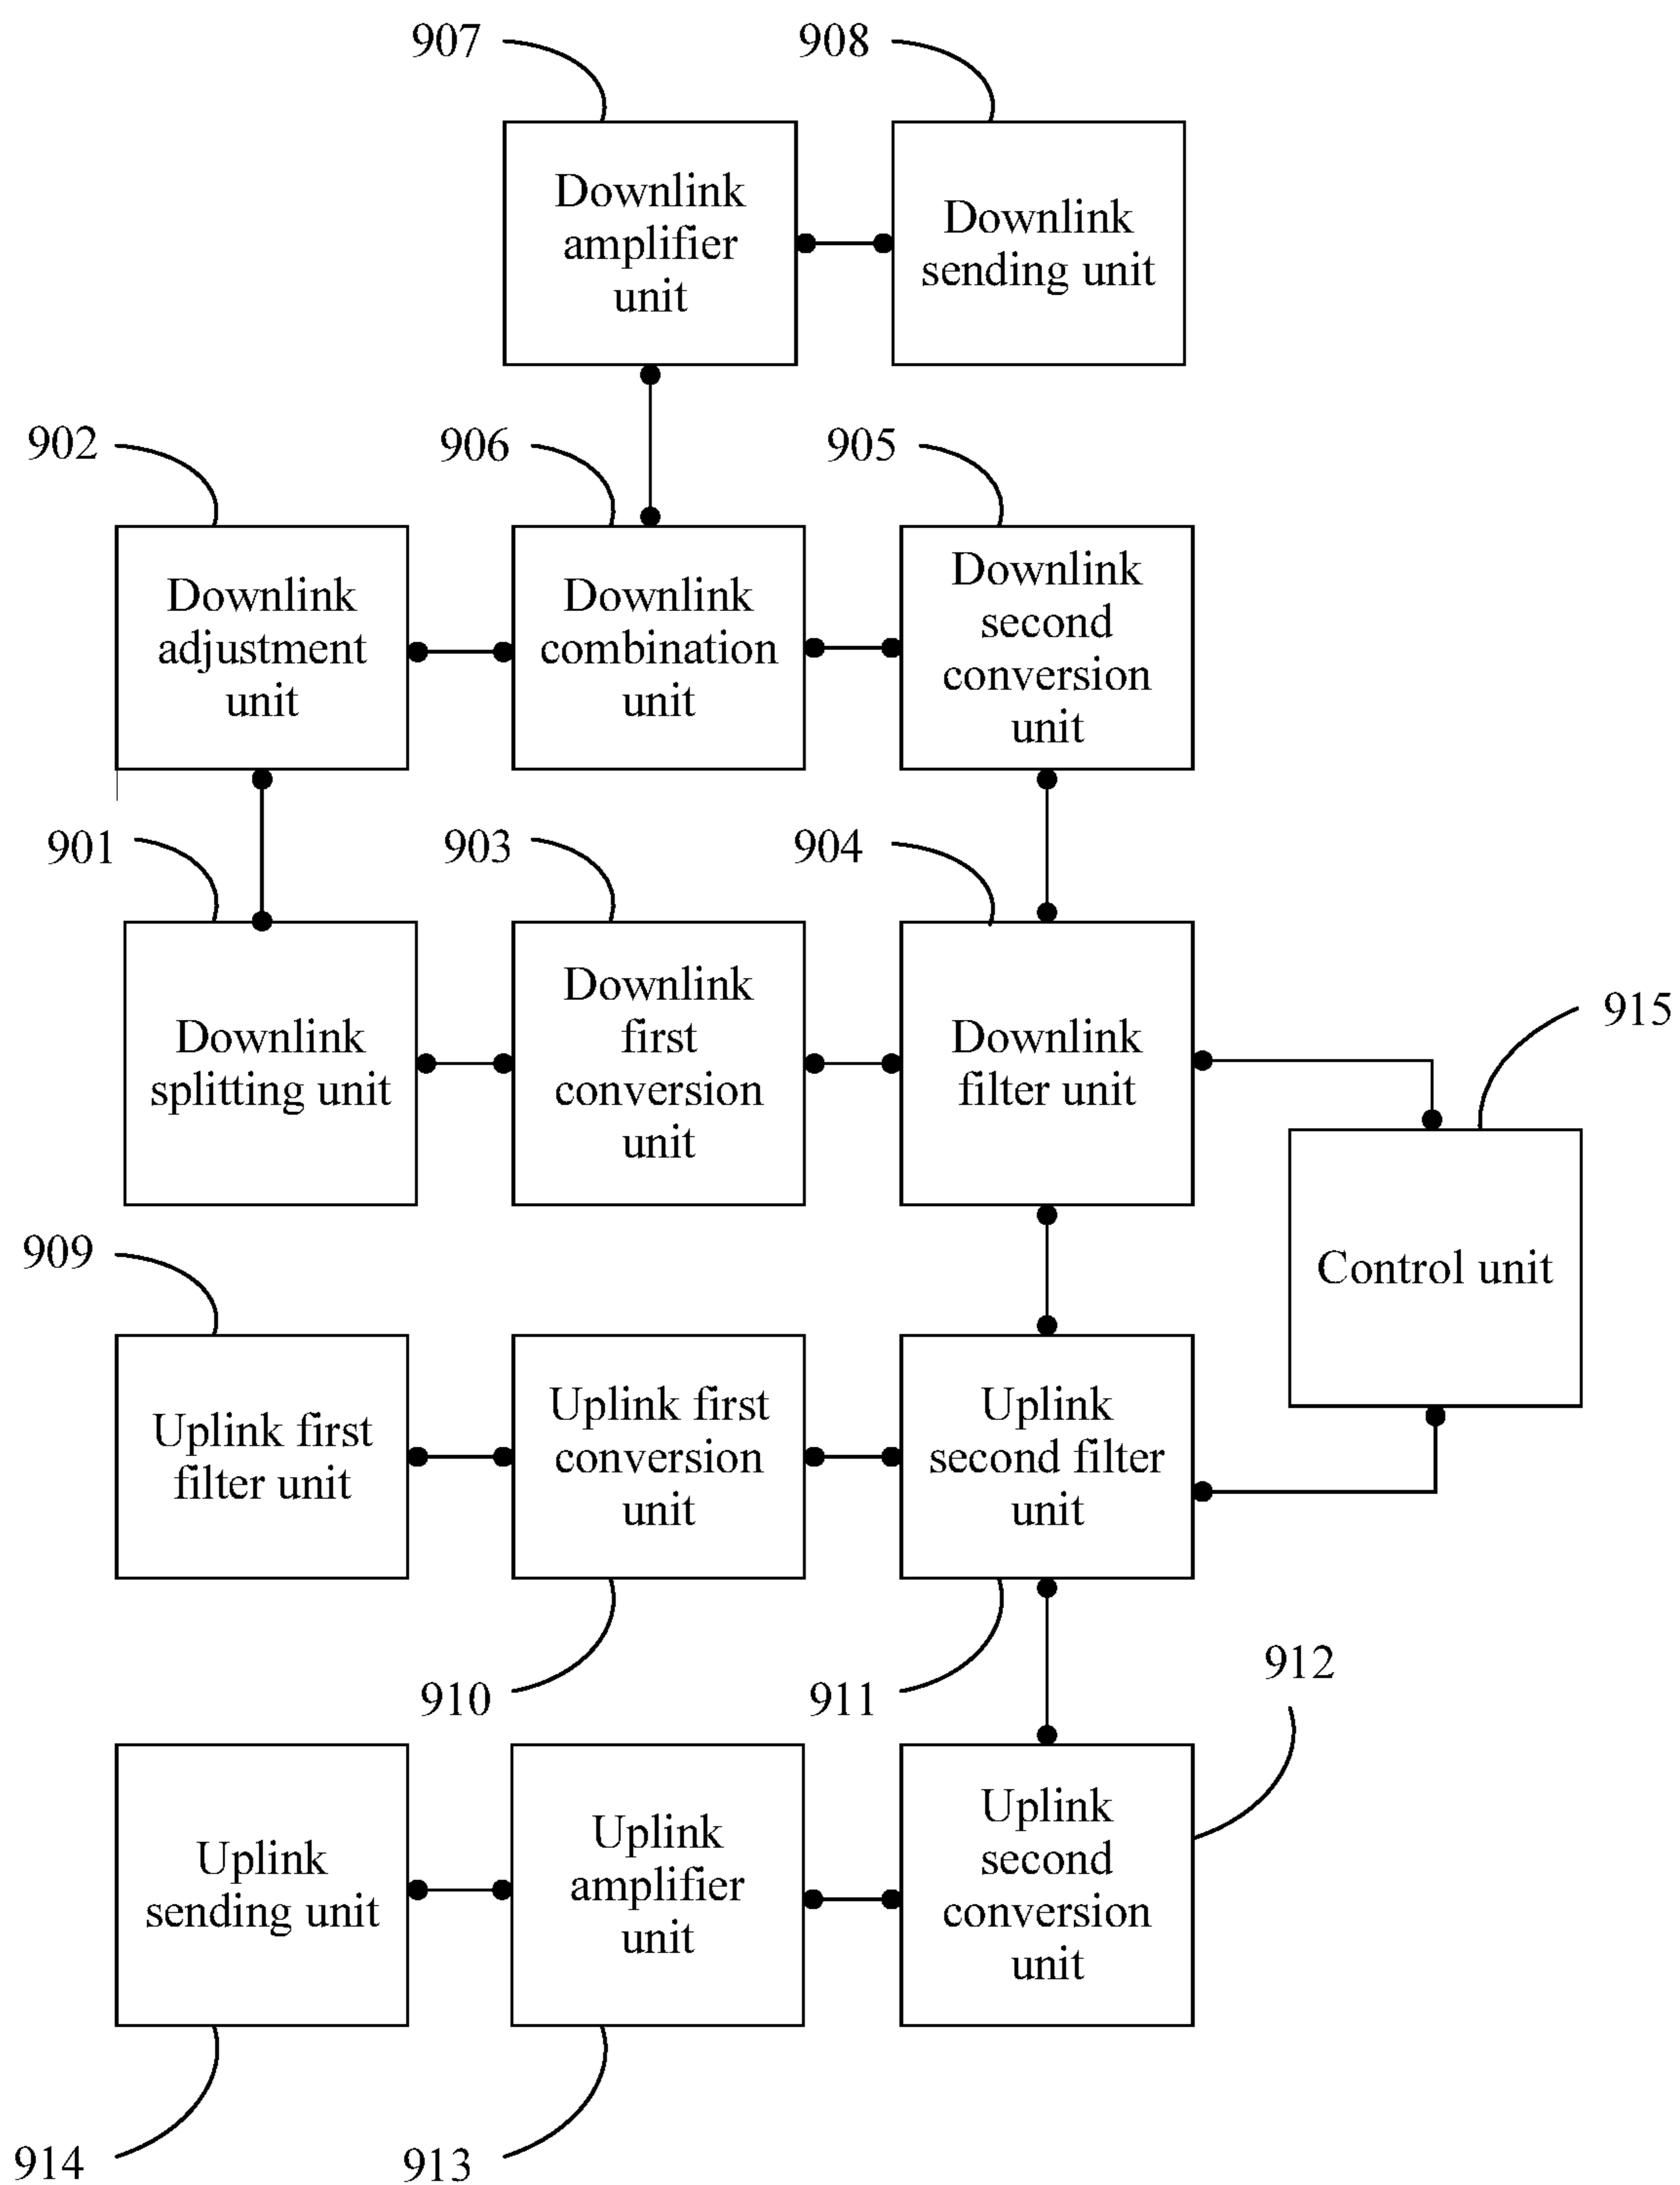 907
908
Downlink
amplifier
unit
Downlink
sending unit
902
906
905
Downlink
adjustment
unit
Downlink
combination
unit
Downlink
second
conversion
unit
901
903
904
Downlink
splitting unit
Downlink
first
conversion
unit
Downlink
filter unit
915
Control unit
909
Uplink first
filter unit
Uplink first
conversion
unit
Uplink
second filter
unit
910
911
912
Uplink
sending unit
Uplink
amplifier
unit
Uplink
second
conversion
unit
914
913